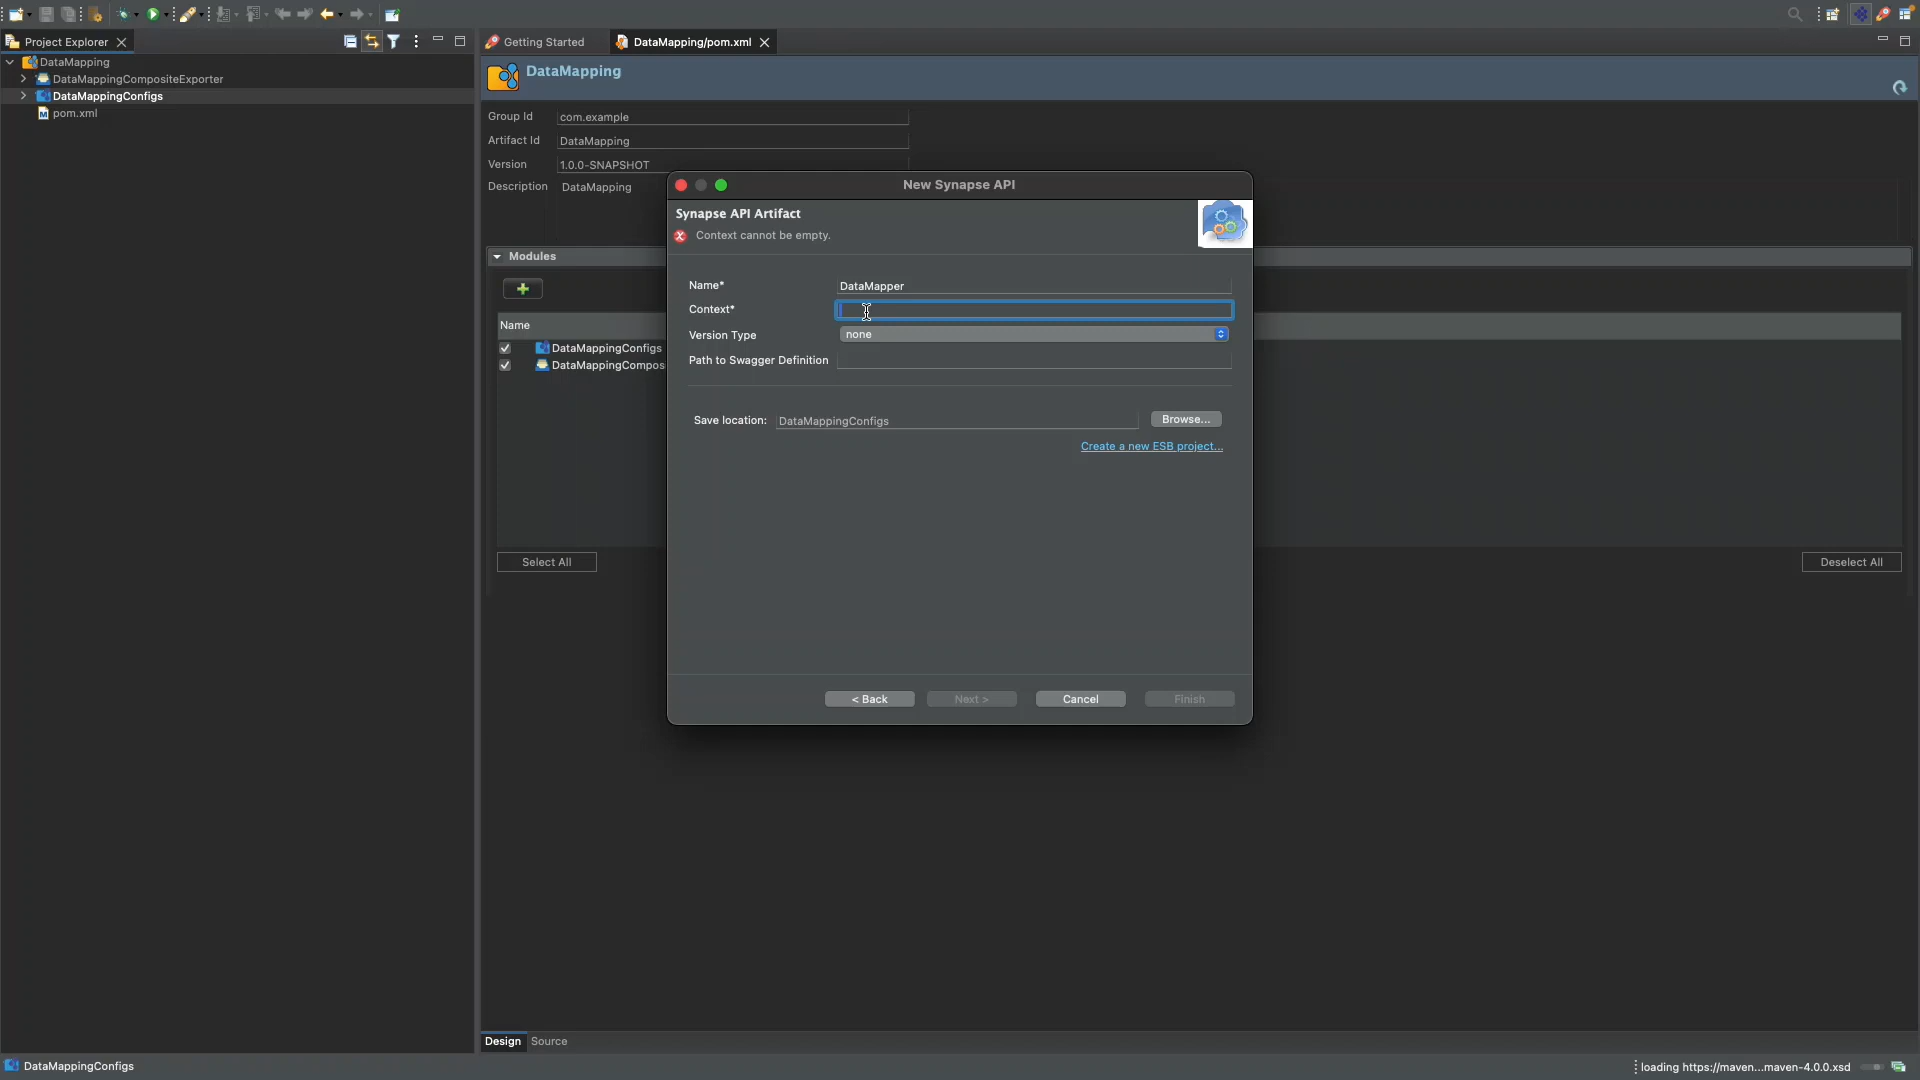 Project Explorer
Getting Started
DataMapping/pom.xml
DataMapping
DataMappingCompositeExporter
DataMappingConfigs
pom.xml
DataMapping
Group Id com.example
Artifact Id DataMapping
Version 1.0.0-SNAPSHOT
Description DataMapping
Modules
Name
DataMappingConfigs
DataMappingCompos
Select All
Deselect All
New Synapse API
Synapse API Artifact
Context cannot be empty.
Name* DataMapper
Context*
Version Type none
Path to Swagger Definition
Save location: DataMappingConfigs Browse...
Create a new ESB project...
< Back Next > Cancel Finish
Design Source
DataMappingConfigs
loading https://maven...maven-4.0.0.xsd